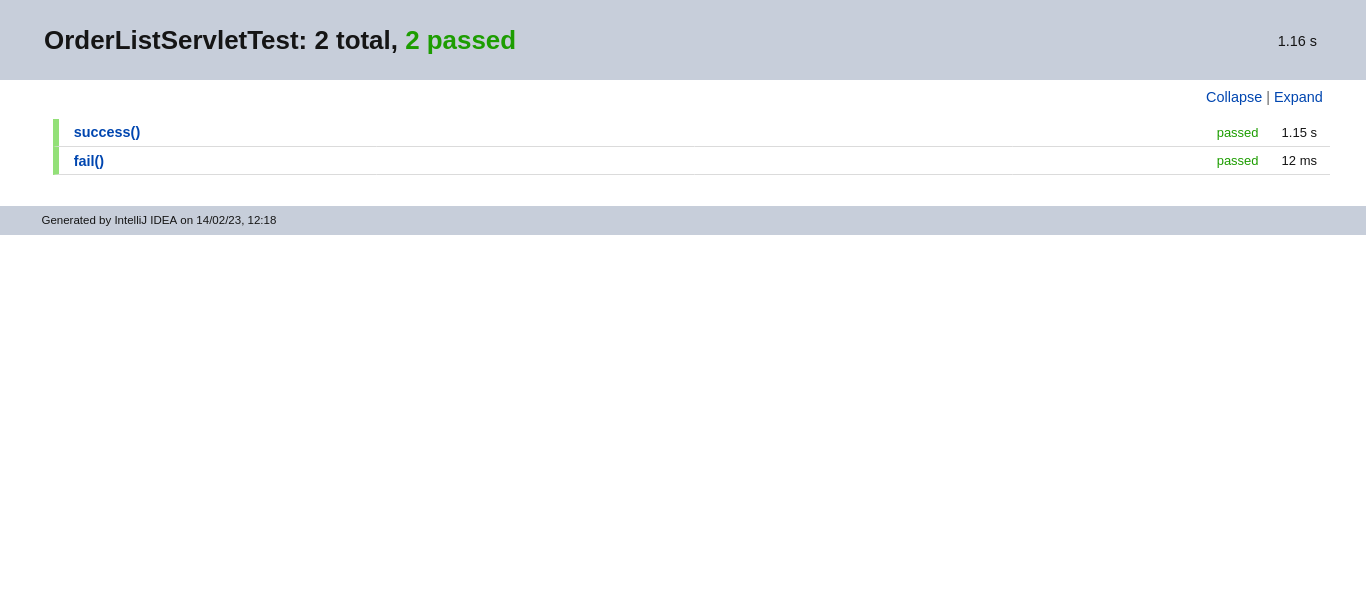 OrderListServletTest: 2 total, 2 passed 1.16 s
Collapse | Expand
success() passed 1.15 s
fail() passed 12 ms
Generated by IntelliJ IDEA on 14/02/23, 12:18